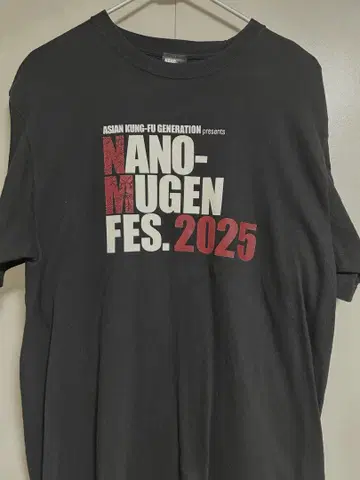 ASIAN KUNG-FU GENERATION presents
NANO-
MUGEN
FES. 2025